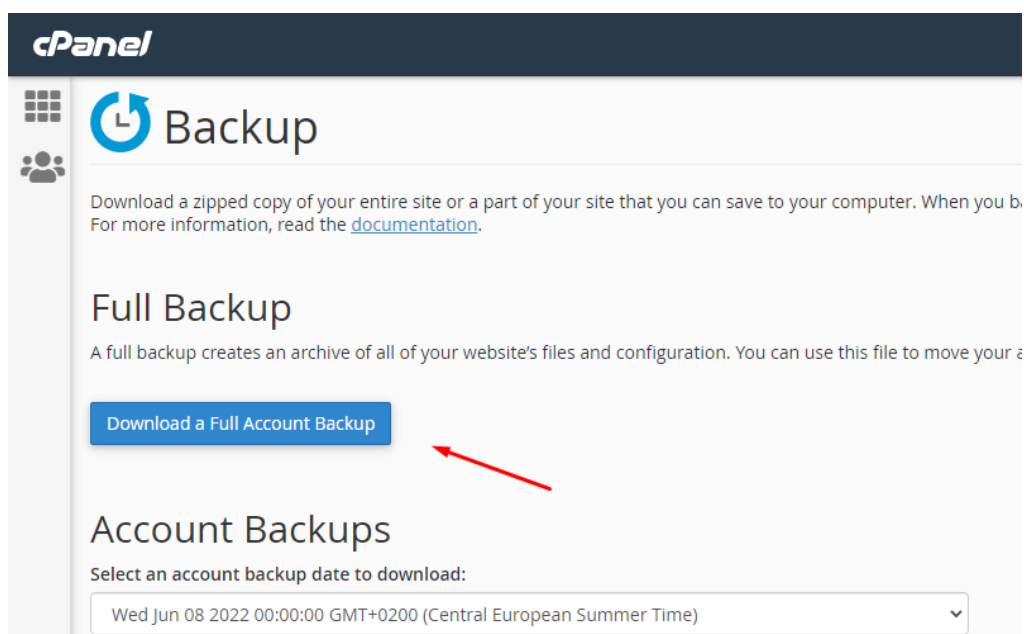 cPanel
Backup
Download a zipped copy of your entire site or a part of your site that you can save to your computer. When you
For more information, read the documentation.
Full Backup
A full backup creates an archive of all of your website’s files and configuration. You can use this file to move your
Download a Full Account Backup
Account Backups
Select an account backup date to download:
Wed Jun 08 2022 00:00:00 GMT+0200 (Central European Summer Time)